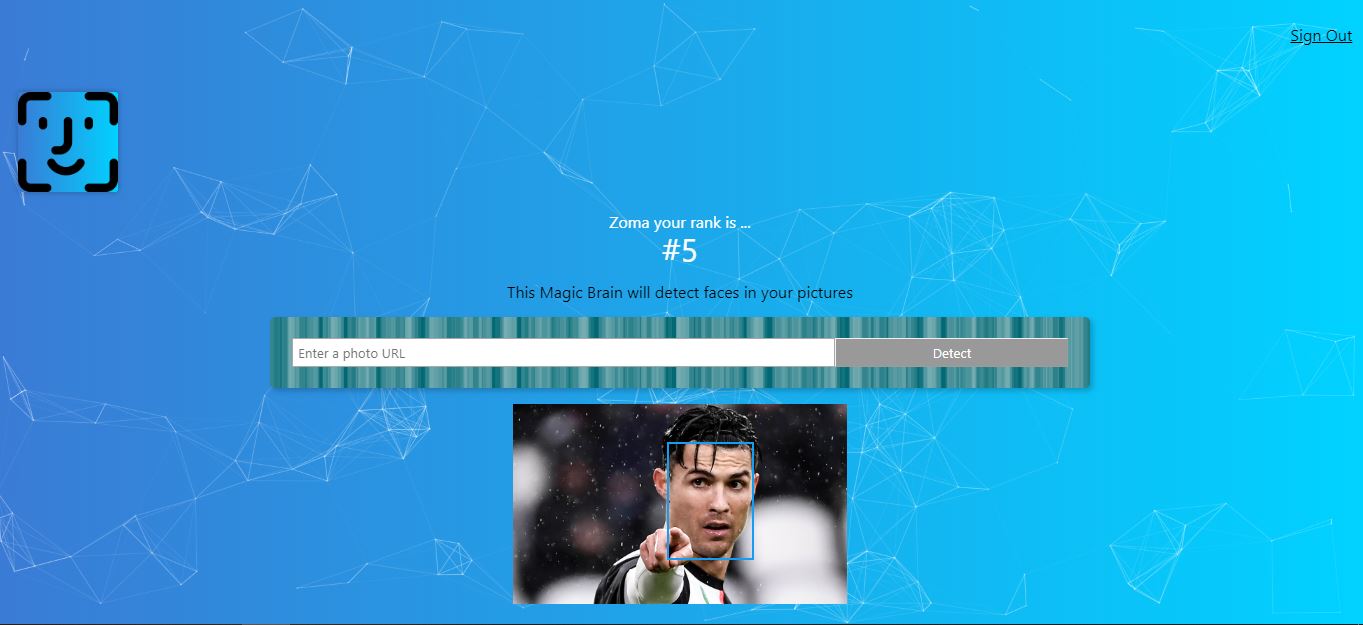 Sign Out
Zoma your rank is ...
#5
This Magic Brain will detect faces in your pictures
Enter a photo URL
Detect